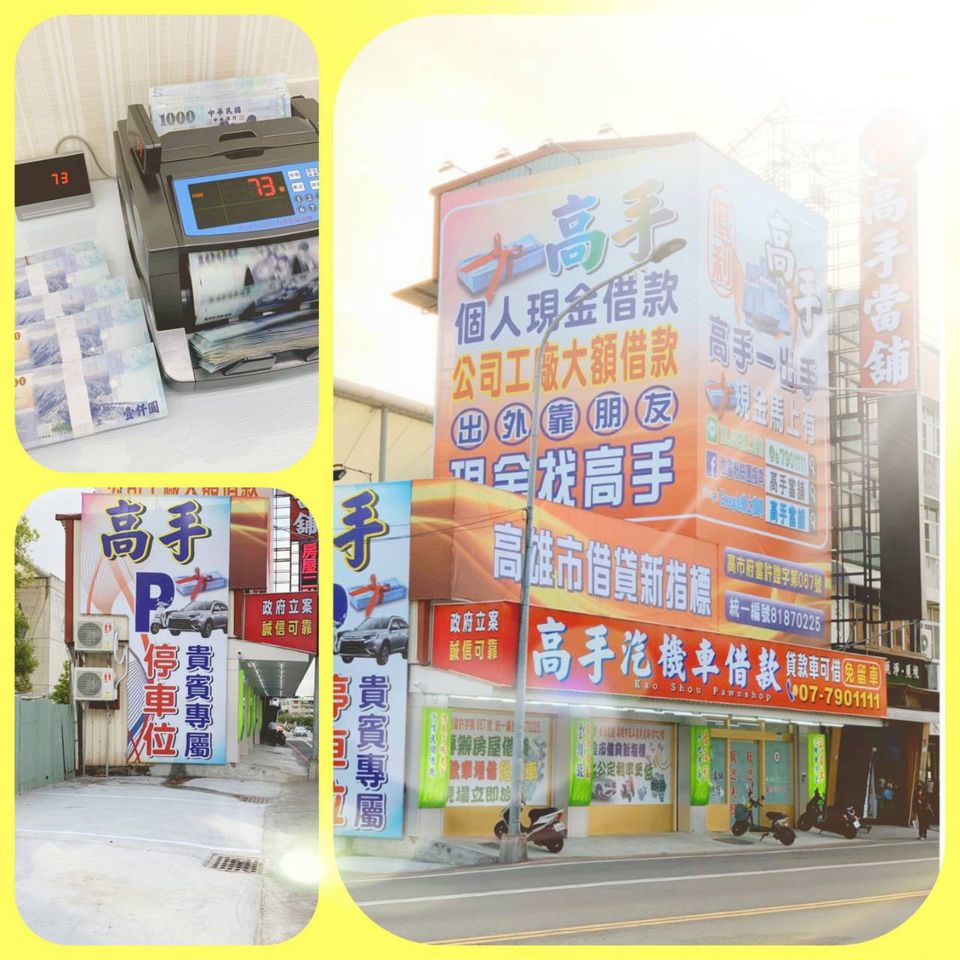 1000
中華民國
73
73
壹仟圓
高手
P
停車位
貴賓專屬
政府立案
誠信可靠
高手
個人現金借款
公司工廠大額借款
出外靠朋友
現金找高手
高手
高手一出手
現金馬上有
7901111
高手當舖
高手當舖
高手當舖
高雄市借貸新指標
高市府當許證字第067號
統一編號81870225
政府立案
誠信可靠
高手汽機車借款
Kao Shou Pawnshop
貸款車可借
免留車
07-7901111
貴賓專屬